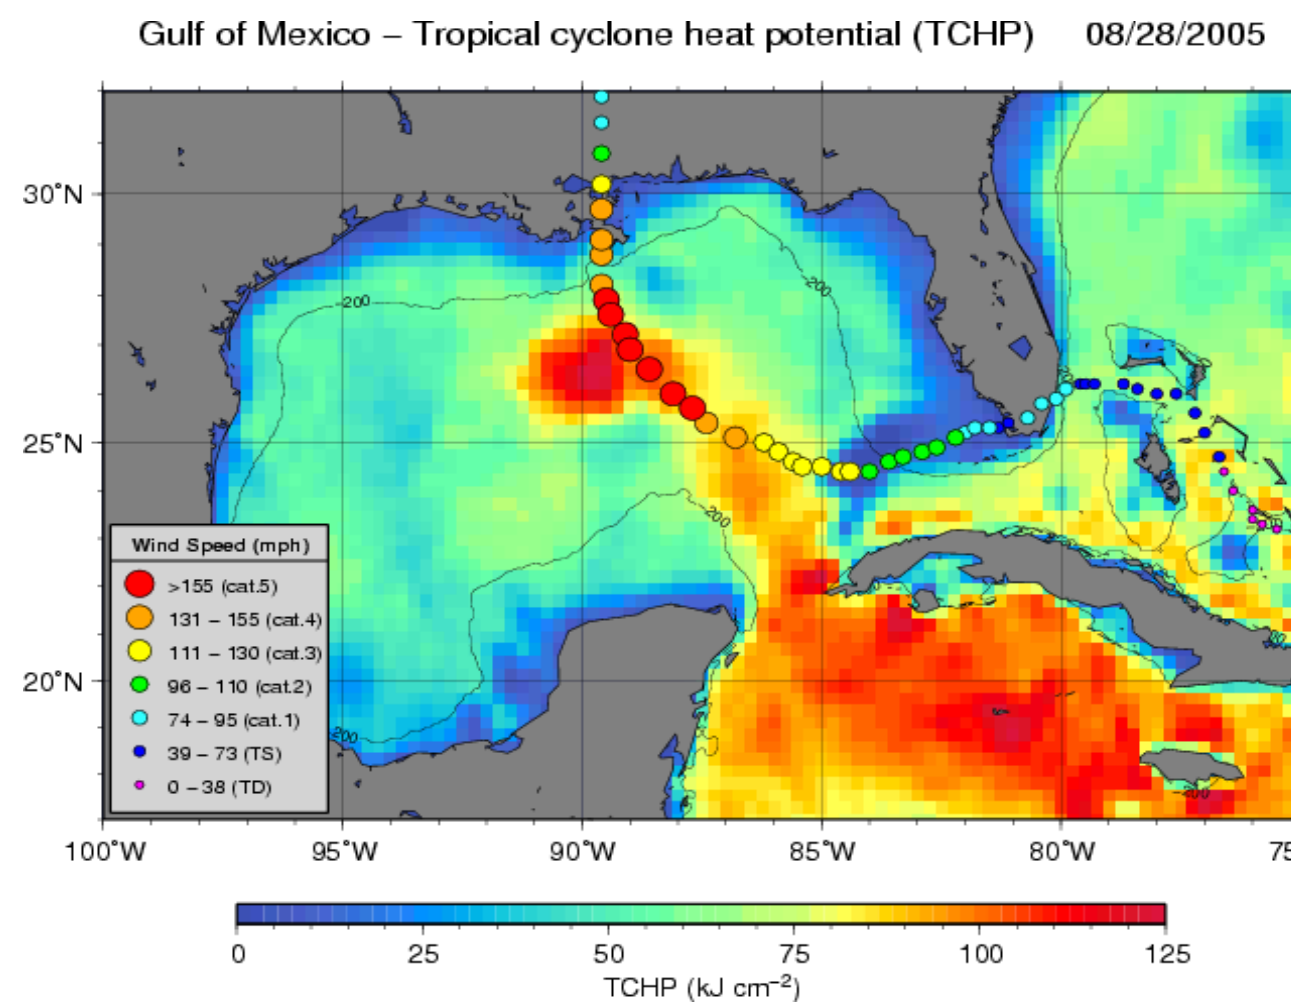 Gulf of Mexico – Tropical cyclone heat potential (TCHP) 08/28/2005
30°N
25°N
20°N
-200
-200
-200
-200
-200
Wind Speed (mph)
>155 (cat.5)
131 – 155 (cat.4)
111 – 130 (cat.3)
96 – 110 (cat.2)
74 – 95 (cat.1)
39 – 73 (TS)
0 – 38 (TD)
100°W 95°W 90°W 85°W 80°W 75
0 25 50 75 100 125
TCHP (kJ cm⁻²)